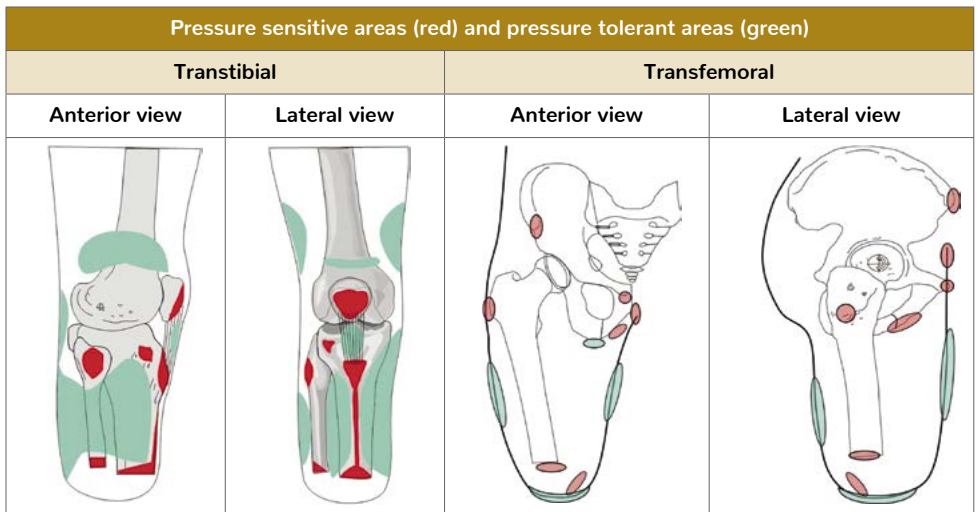 Pressure sensitive areas (red) and pressure tolerant areas (green)
Transtibial
Transfemoral
Anterior view
Lateral view
Anterior view
Lateral view